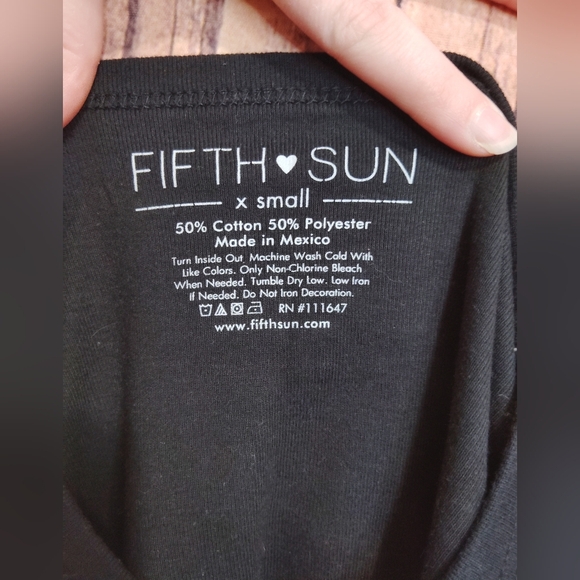 FIFTH ♥ SUN
x small
50% Cotton 50% Polyester
Made in Mexico
Turn Inside Out Machine Wash Cold With
Like Colors. Only Non-Chlorine Bleach
When Needed. Tumble Dry Low. Low Iron
If Needed. Do Not Iron Decoration.
RN #111647
www.fifthsun.com